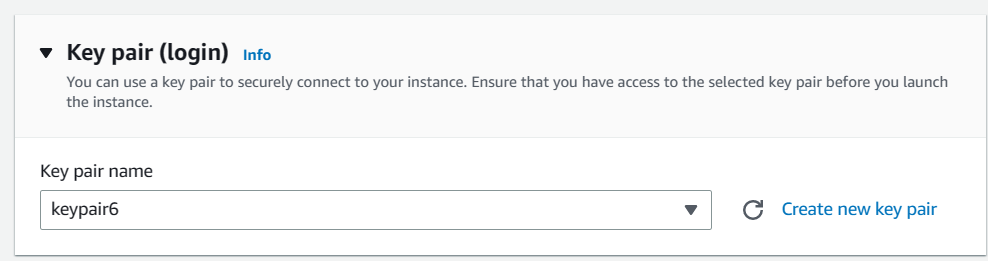 Key pair (login) Info
You can use a key pair to securely connect to your instance. Ensure that you have access to the selected key pair before you launch
the instance.
Key pair name
keypair6
Create new key pair